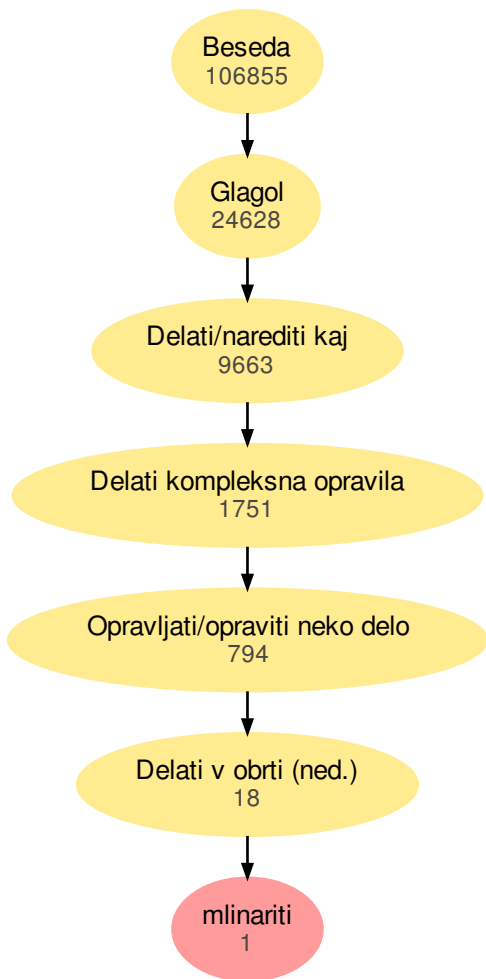 Beseda
106855
Glagol
24628
Delati/narediti kaj
9663
Delati kompleksna opravila
1751
Opravljati/opraviti neko delo
794
Delati v obrti (ned.)
18
mlinariti
1